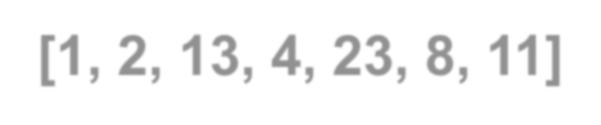 [1, 2, 13, 4, 23, 8, 11]